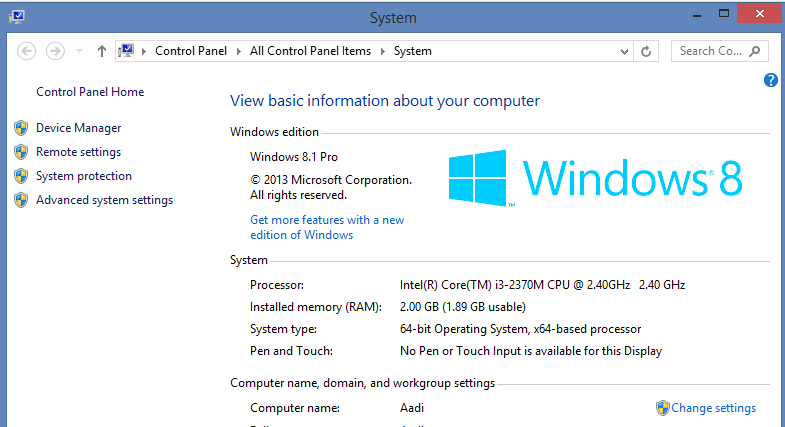 System
Control Panel All Control Panel Items System
Search Co...
Control Panel Home
Device Manager
Remote settings
System protection
Advanced system settings
View basic information about your computer
Windows edition
Windows 8.1 Pro
© 2013 Microsoft Corporation.
All rights reserved.
Get more features with a new
edition of Windows
Windows® 8
™
System
Processor: Intel(R) Core(TM) i3-2370M CPU @ 2.40GHz 2.40 GHz
Installed memory (RAM): 2.00 GB (1.89 GB usable)
System type: 64-bit Operating System, x64-based processor
Pen and Touch: No Pen or Touch Input is available for this Display
Computer name, domain, and workgroup settings
Computer name: Aadi
Change settings